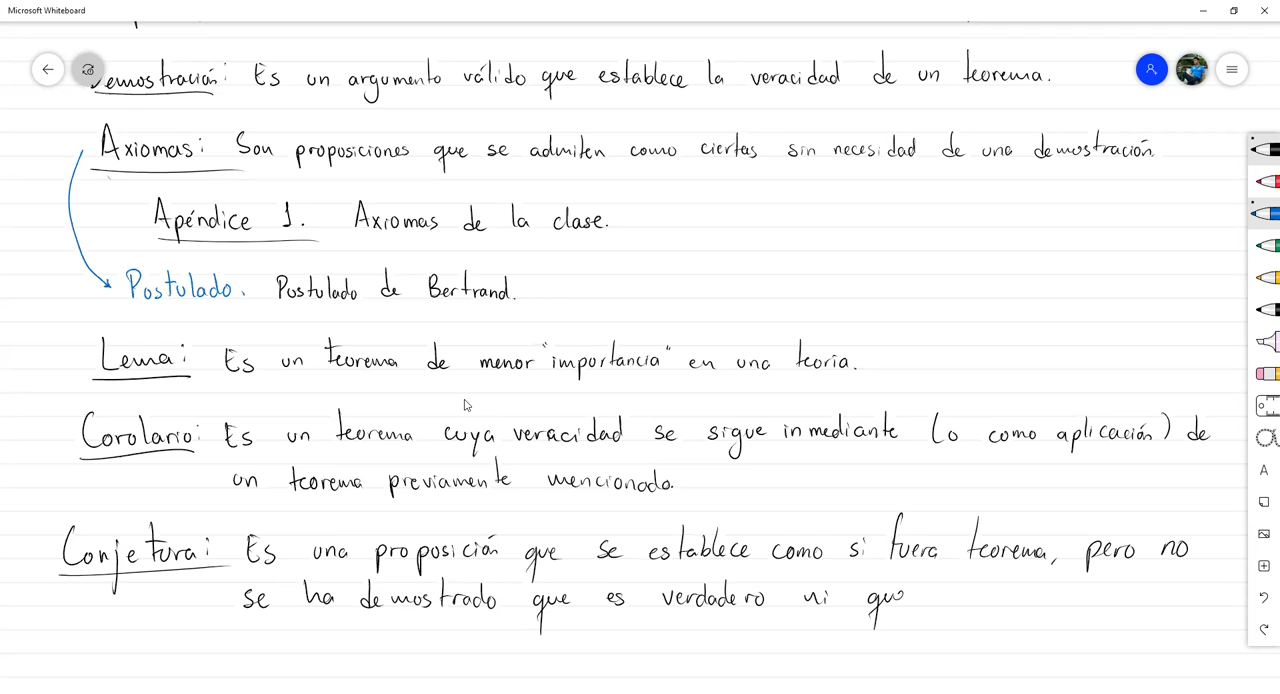 Microsoft Whiteboard
Demostración: Es un argumento válido que establece la veracidad de un teorema.
Axiomas: Son proposiciones que se admiten como ciertas sin necesidad de una demostración.
Apéndice 1. Axiomas de la clase.
Postulado. Postulado de Bertrand.
Lema: Es un teorema de menor "importancia" en una teoría.
Corolario: Es un teorema cuya veracidad se sigue inmediante (o como aplicación) de
un teorema previamente mencionado.
Conjetura: Es una proposición que se establece como si fuera teorema, pero no
se ha demostrado que es verdadero ni que